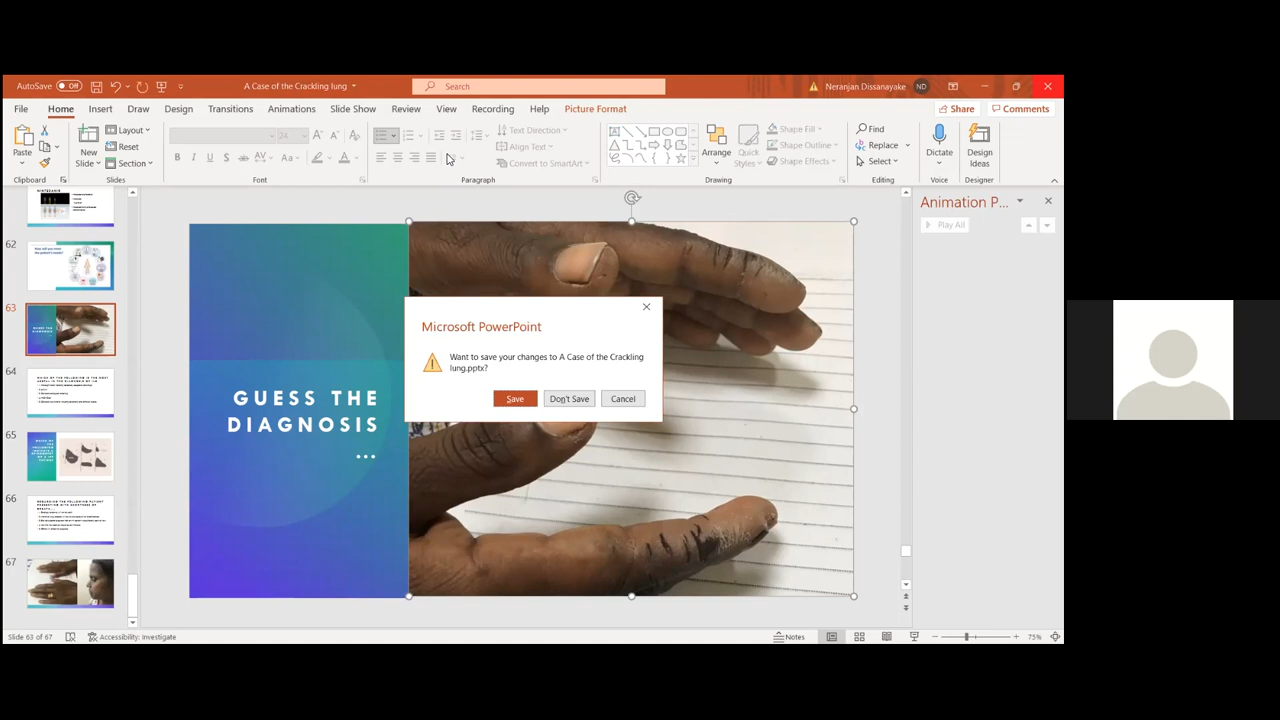 AutoSave Off
A Case of the Crackling lung
Search
Neranjan Dissanayake ND
File Home Insert Draw Design Transitions Animations Slide Show Review View Recording Help Picture Format
Share Comments
Paste
New
Slide
Layout
Reset
Section
24
Text Direction
Align Text
Convert to SmartArt
Arrange
Quick
Styles
Shape Fill
Shape Outline
Shape Effects
Find
Replace
Select
Dictate
Design
Ideas
Clipboard Slides Font Paragraph Drawing Editing Voice Designer
62
63
64
65
66
67
GUESS THE
DIAGNOSIS
...
Microsoft PowerPoint
Want to save your changes to A Case of the Crackling
lung.pptx?
Save Don't Save Cancel
Animation P...
Play All
Slide 63 of 67 Accessibility: Investigate
Notes 75%